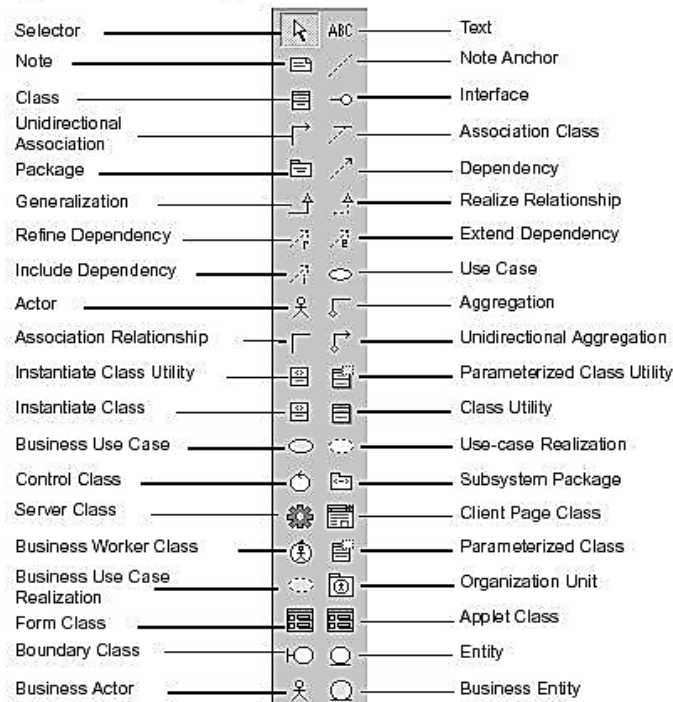 Selector
ABC
Text
Note
Note Anchor
Class
Interface
Unidirectional
Association
Association Class
Package
Dependency
Generalization
Realize Relationship
Refine Dependency
Extend Dependency
Include Dependency
Use Case
Actor
Aggregation
Association Relationship
Unidirectional Aggregation
Instantiate Class Utility
Parameterized Class Utility
Instantiate Class
Class Utility
Business Use Case
Use-case Realization
Control Class
Subsystem Package
Server Class
Client Page Class
Business Worker Class
Parameterized Class
Business Use Case
Realization
Organization Unit
Form Class
Applet Class
Boundary Class
Entity
Business Actor
Business Entity